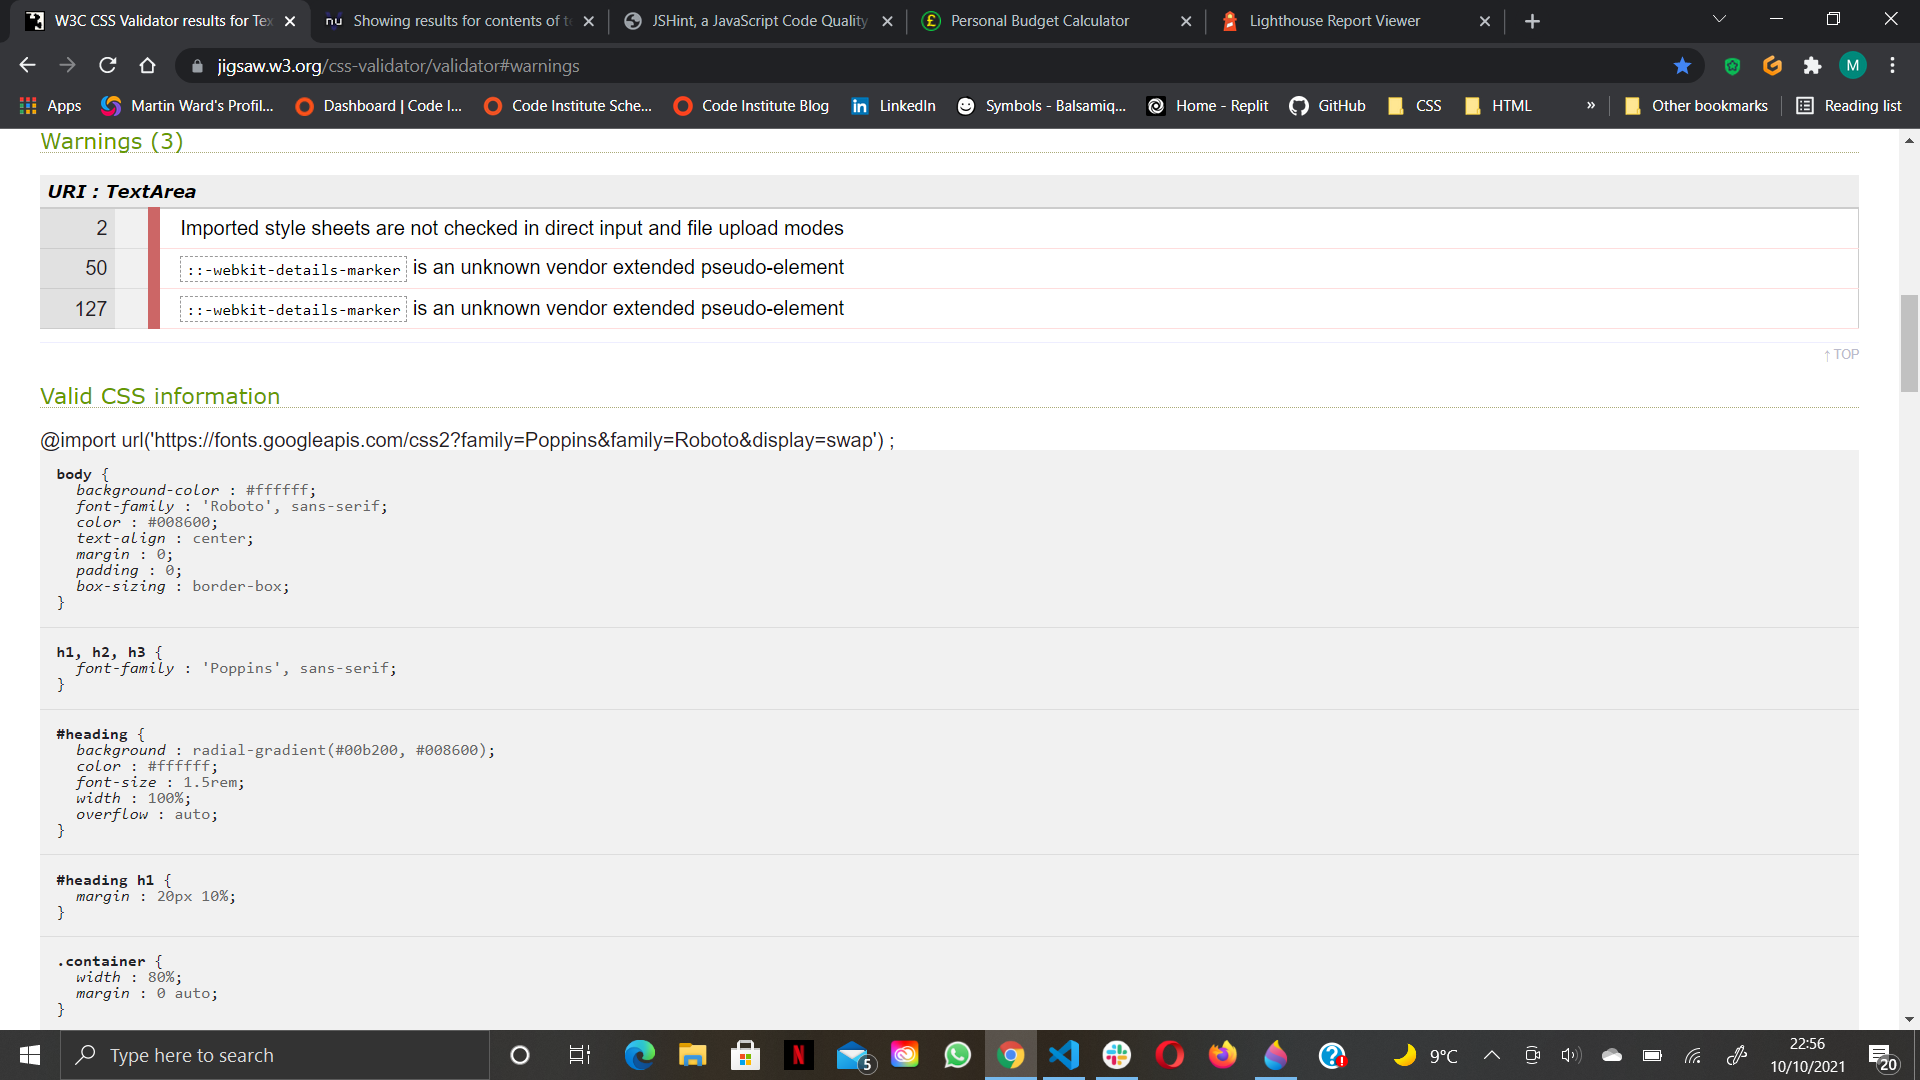 W3C CSS Validator results for Tex
Showing results for contents of te
JSHint, a JavaScript Code Quality
Personal Budget Calculator
Lighthouse Report Viewer
jigsaw.w3.org/css-validator/validator#warnings
M
Apps
Martin Ward's Profil...
Dashboard | Code I...
Code Institute Sche...
Code Institute Blog
LinkedIn
Symbols - Balsamiq...
Home - Replit
GitHub
CSS
HTML
»
Other bookmarks
Reading list
Warnings (3)
URI : TextArea
2 Imported style sheets are not checked in direct input and file upload modes
50 ::-webkit-details-marker is an unknown vendor extended pseudo-element
127 ::-webkit-details-marker is an unknown vendor extended pseudo-element
↑ TOP
Valid CSS information
@import url('https://fonts.googleapis.com/css2?family=Poppins&family=Roboto&display=swap') ;
body {
background-color : #ffffff;
font-family : 'Roboto', sans-serif;
color : #008600;
text-align : center;
margin : 0;
padding : 0;
box-sizing : border-box;
}
h1, h2, h3 {
font-family : 'Poppins', sans-serif;
}
#heading {
background : radial-gradient(#00b200, #008600);
color : #ffffff;
font-size : 1.5rem;
width : 100%;
overflow : auto;
}
#heading h1 {
margin : 20px 10%;
}
.container {
width : 80%;
margin : 0 auto;
}
Type here to search
5
9°C
22:56
10/10/2021
20